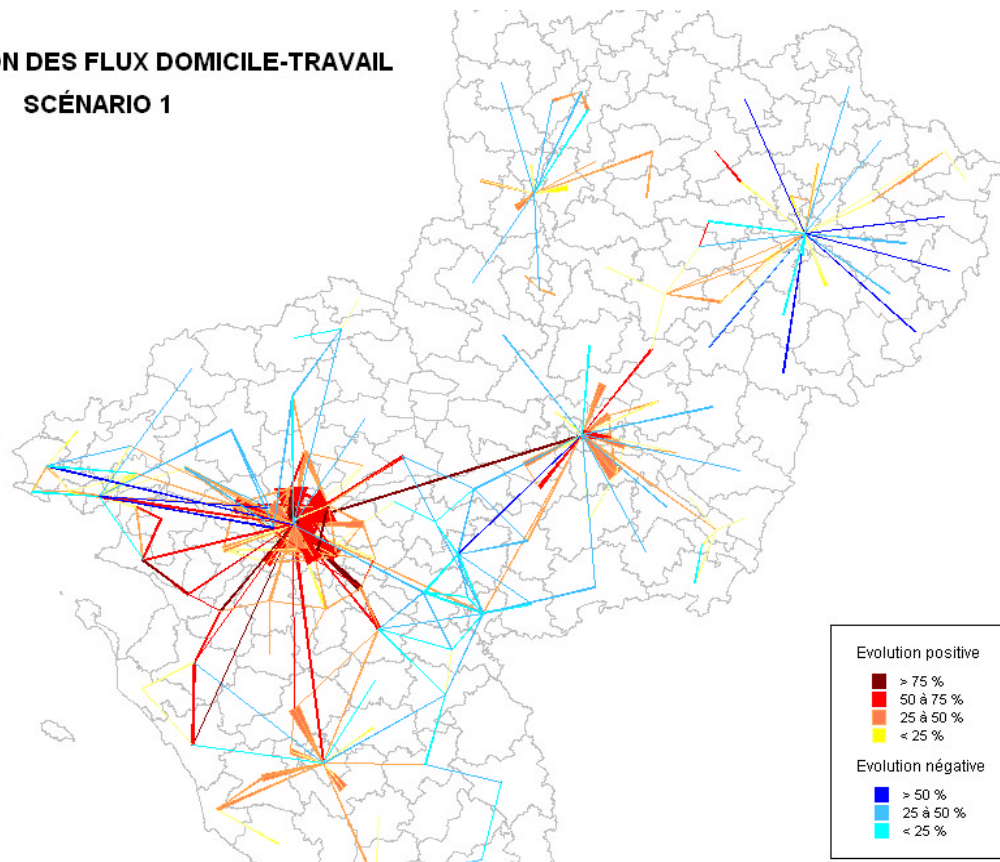 ON DES FLUX DOMICILE-TRAVAIL
SCÉNARIO 1
Evolution positive
> 75 %
50 à 75 %
25 à 50 %
< 25 %
Evolution négative
> 50 %
25 à 50 %
< 25 %